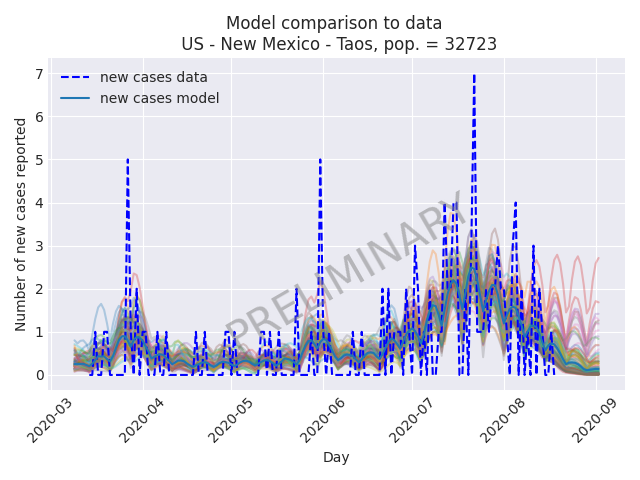 Model comparison to data
US - New Mexico - Taos, pop. = 32723
new cases data
new cases model
PRELIMINARY
Number of new cases reported
7
6
5
4
3
2
1
0
2020-03
2020-04
2020-05
2020-06
2020-07
2020-08
2020-09
Day